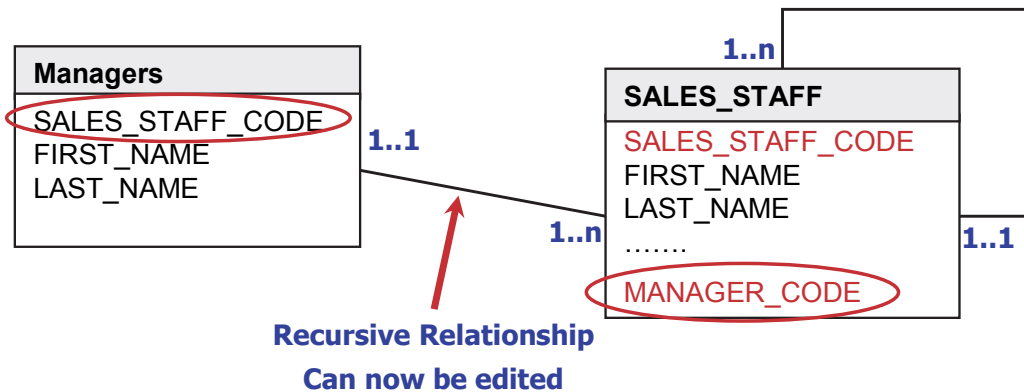 Managers
SALES_STAFF_CODE
FIRST_NAME
LAST_NAME
1..1
1..n
1..n
SALES_STAFF
SALES_STAFF_CODE
FIRST_NAME
LAST_NAME
…….
MANAGER_CODE
1..1
Recursive Relationship
Can now be edited